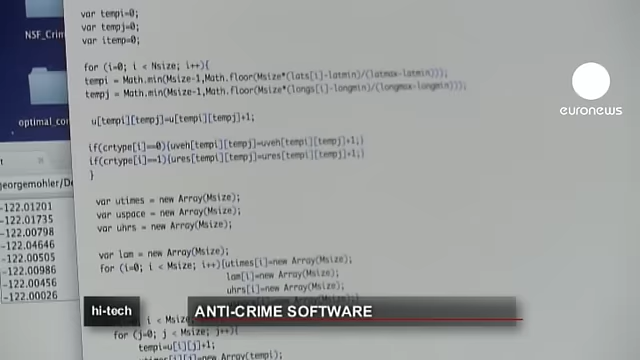 var tempi=0;
var tempj=0;
var itemp=0;
for (i=0; i < Nsize; i++){
tempi = Math.min(Msize-1,Math.floor(Msize*(lats[i]-latmin)/(latmax-latmin)));
tempj = Math.min(Msize-1,Math.floor(Msize*(longs[i]-longmin)/(longmax-longmin)));
u[tempi][tempj]=u[tempi][tempj]+1;
if(crtype[i]==0){uveh[tempi][tempj]=uveh[tempi][tempj]+1;}
if(crtype[i]==1){ures[tempi][tempj]=ures[tempi][tempj]+1;}
}
var utimes = new Array(Msize);
var uspace = new Array(Msize);
var uhrs = new Array(Msize);
var lam = new Array(Msize);
for (i=0; i < Msize; i++){utimes[i]=new Array(Msize);
lam[i]=new Array(Msize);
uhrs[i]=new Array(Msize);
i < Msize; i++){
for (j=0; j < Msize; j++){
tempi=u[i][j]+1;
utimes[i][j]=new Array(tempi);
NSF_Crim
optimal_cor
t
georgemohler/De
-122.01201
-122.01735
-122.00798
-122.04646
-122.00505
-122.00986
-122.00456
-122.00026
euronews
hi-tech
ANTI-CRIME SOFTWARE